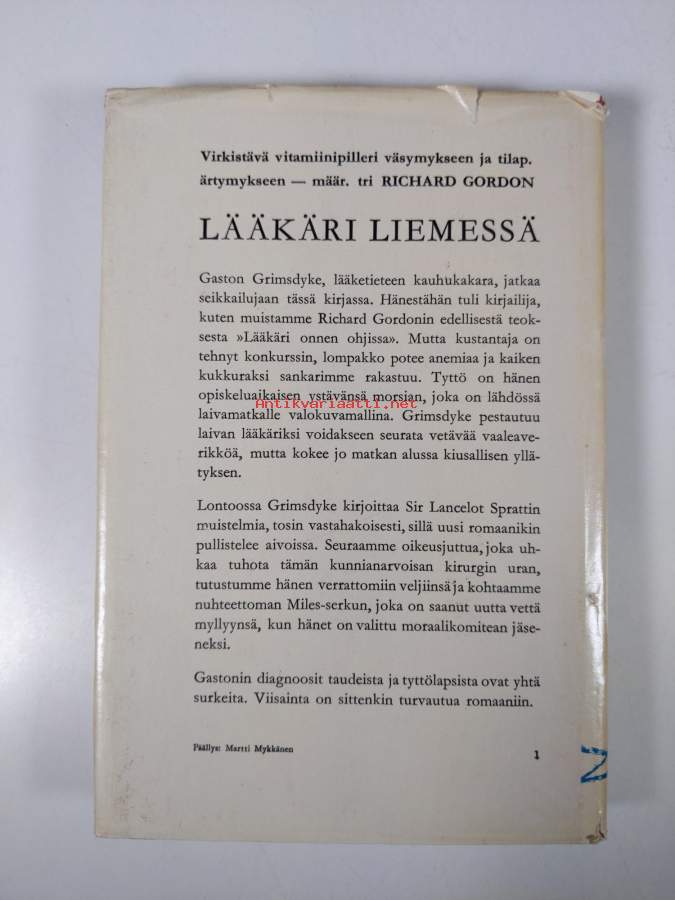 Virkistävä vitamiinipilleri väsymykseen ja tilap.
ärtymykseen — määr. tri RICHARD GORDON
LÄÄKÄRI LIEMESSÄ
Gaston Grimsdyke, lääketieteen kauhukakara, jatkaa
seikkailujaan tässä kirjassa. Hänestähän tuli kirjailija,
kuten muistamme Richard Gordonin edellisestä teok-
sesta »Lääkäri onnen ohjissa». Mutta kustantaja on
tehnyt konkurssin, lompakko potee anemiaa ja kaiken
kukkuraksi sankarimme rakastuu. Tyttö on hänen
opiskeluaikaisen ystävänsä morsian, joka on lähdössä
Antikvariaatti.net
laivamatkalle valokuvamallina. Grimsdyke pestautuu
laivan lääkäriksi voidakseen seurata vetävää vaaleave-
rikköä, mutta kokee jo matkan alussa kiusallisen yllä-
tyksen.
Lontoossa Grimsdyke kirjoittaa Sir Lancelot Sprattin
muistelmia, tosin vastahakoisesti, sillä uusi romaanikin
pullistelee aivoissa. Seuraamme oikeusjuttua, joka uh-
kaa tuhota tämän kunnianarvoisan kirurgin uran,
tutustumme hänen verrattomiin veljiinsä ja kohtaamme
nuhteettoman Miles-serkun, joka on saanut uutta vettä
myllyynsä, kun hänet on valittu moraalikomitean jäse-
neksi.
Gastonin diagnoosit taudeista ja tyttölapsista ovat yhtä
surkeita. Viisainta on sittenkin turvautua romaaniin.
Päällys: Martti Mykkänen
1
N